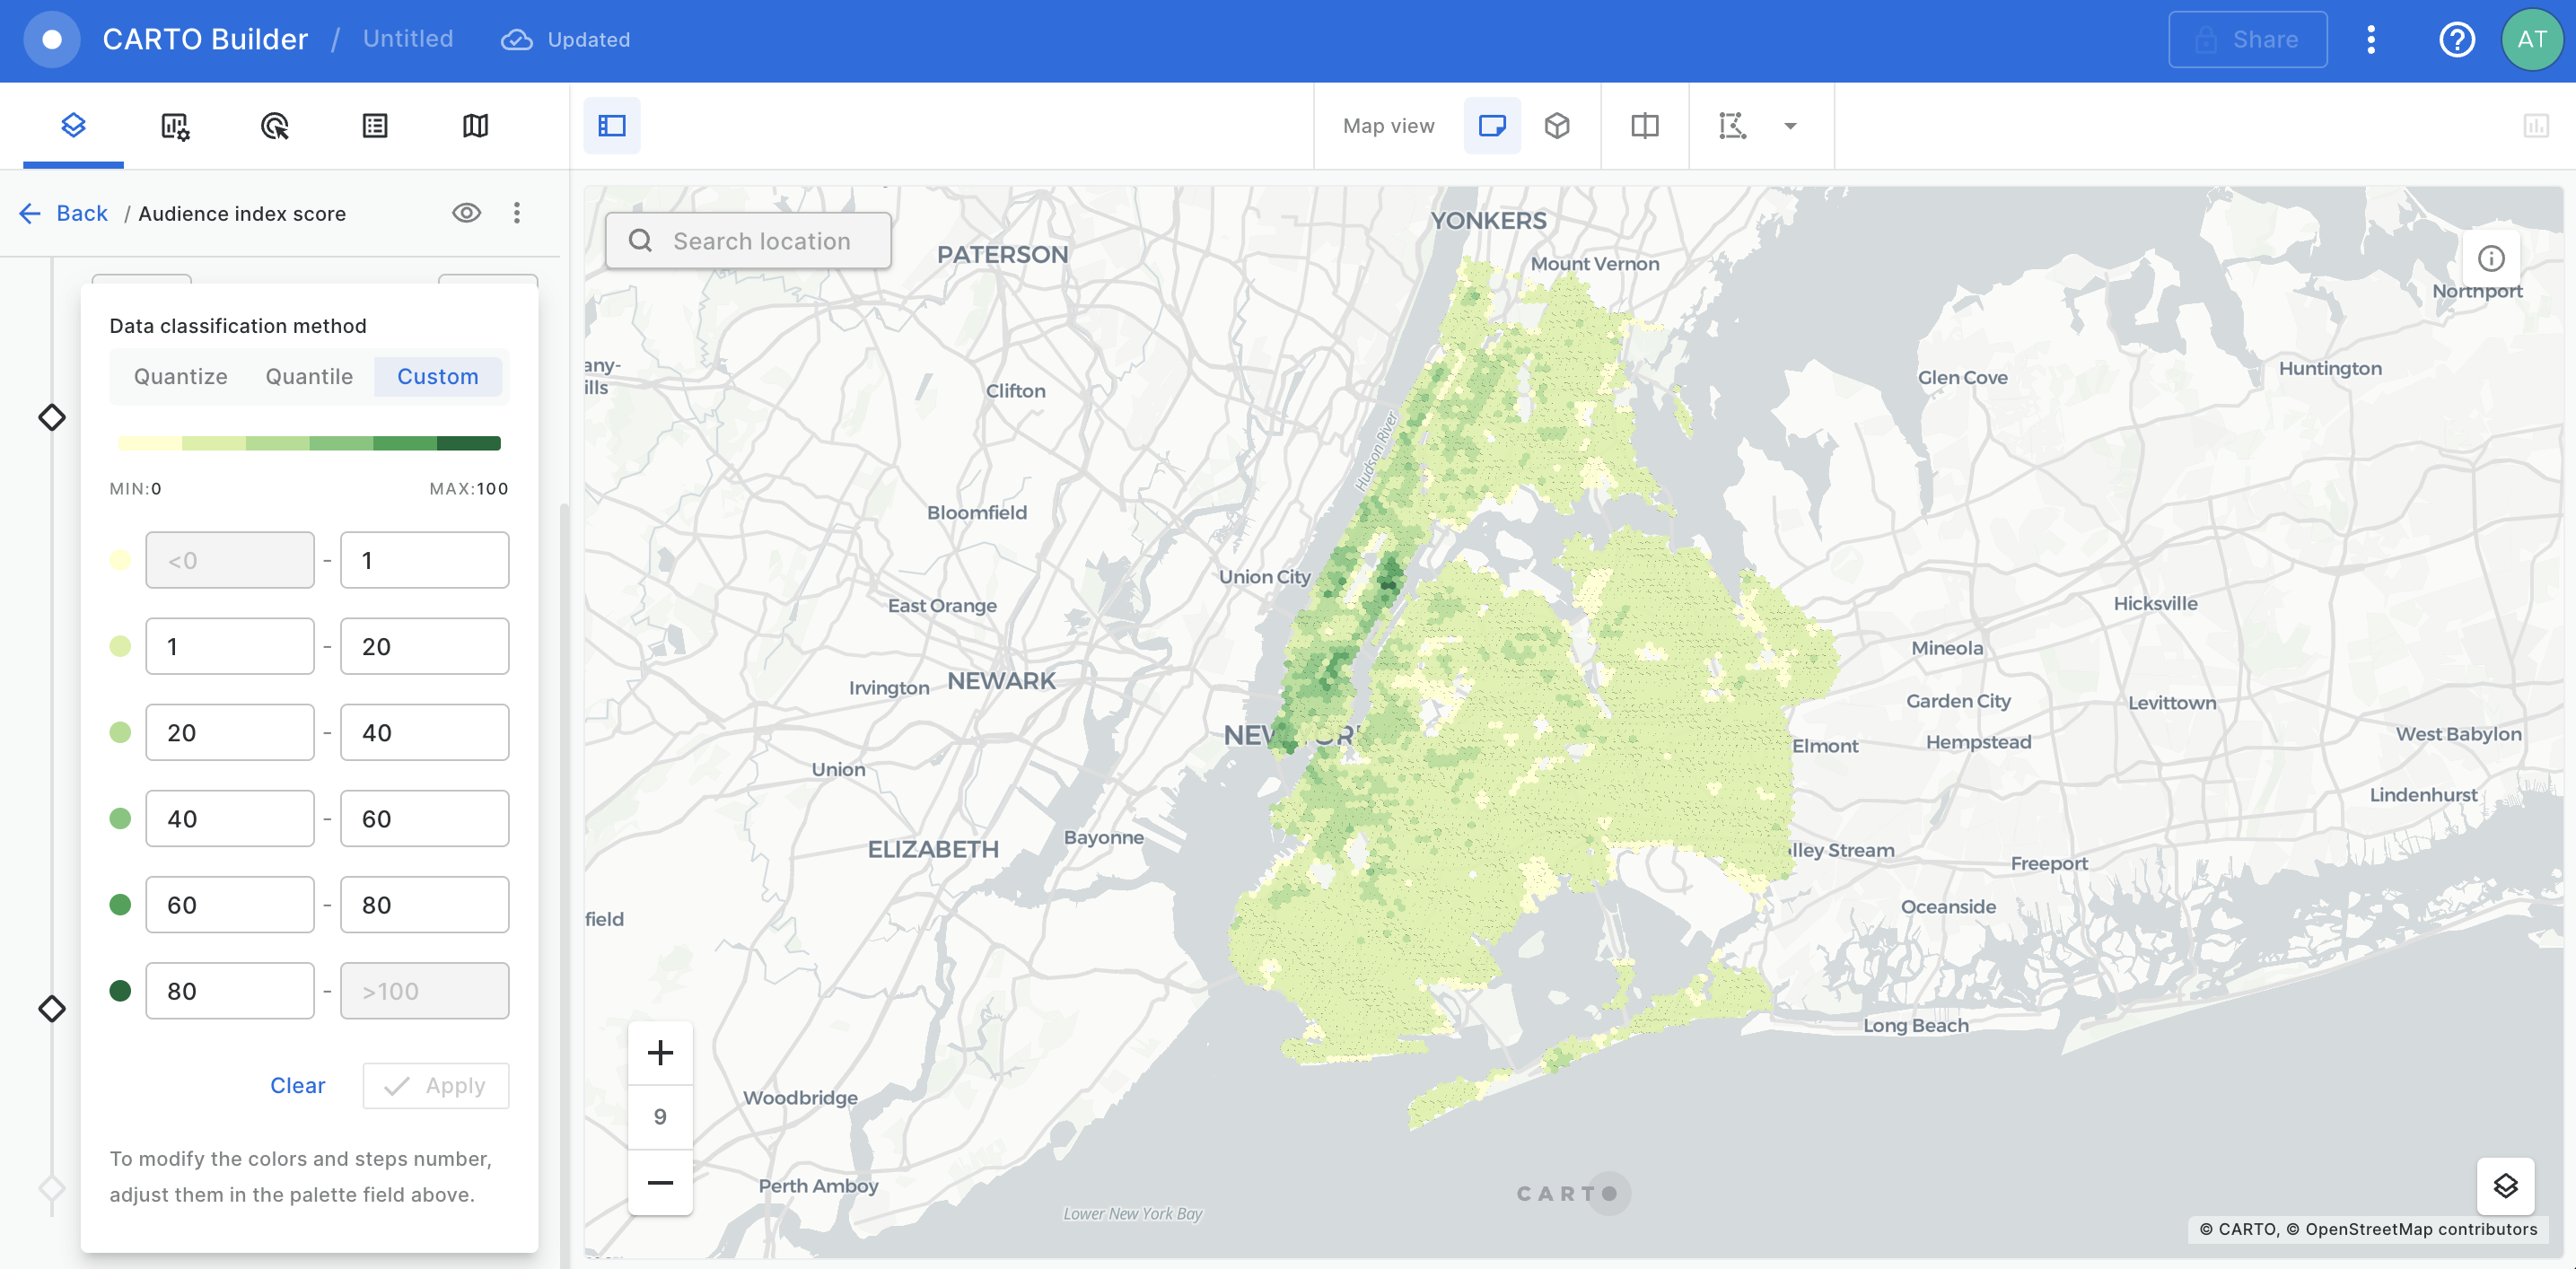 CARTO Builder / Untitled Updated
Share
AT
Map view
Back / Audience index score
Data classification method
Quantize Quantile Custom
MIN:0 MAX:100
<0 - 1
1 - 20
20 - 40
40 - 60
60 - 80
80 - >100
Clear Apply
To modify the colors and steps number,
adjust them in the palette field above.
Search location
YONKERS
PATERSON
Mount Vernon
Northport
any-
ills
Clifton
Glen Cove
Huntington
Hudson River
Bloomfield
Union City
East Orange
Hicksville
Mineola
Irvington
NEWARK
Garden City
Levittown
West Babylon
Elmont
Hempstead
Union
Lindenhurst
Bayonne
ELIZABETH
lley Stream
Freeport
field
Oceanside
Long Beach
9
Woodbridge
Perth Amboy
Lower New York Bay
CARTO
© CARTO, © OpenStreetMap contributors